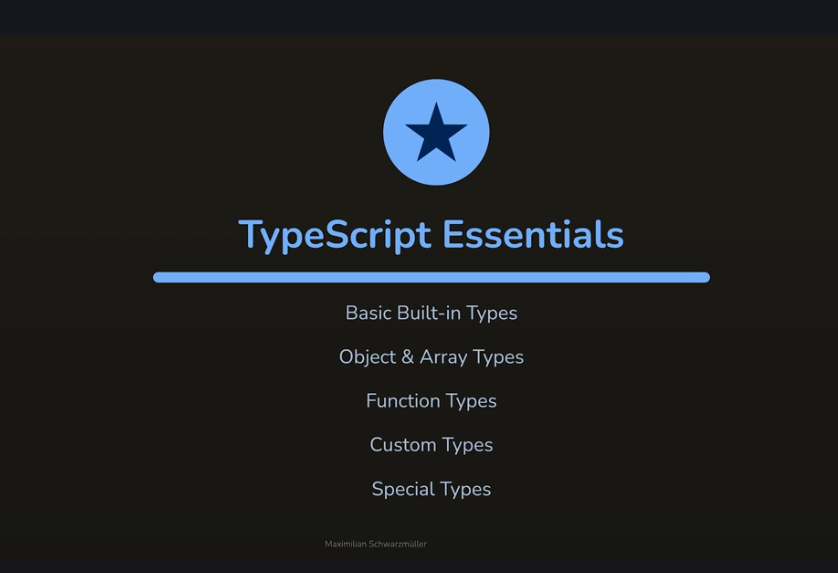 TypeScript Essentials
Basic Built-in Types
Object & Array Types
Function Types
Custom Types
Special Types
Maximilian Schwarzmüller